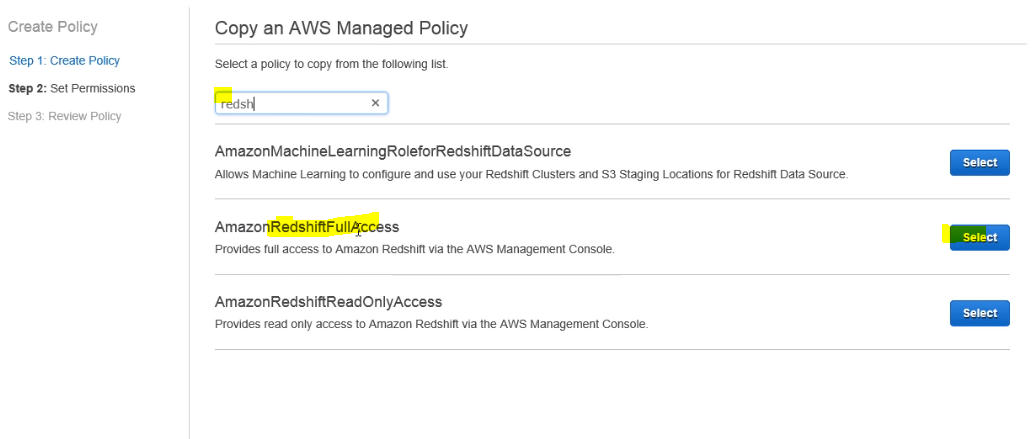 Create Policy
Step 1: Create Policy
Step 2: Set Permissions
Step 3: Review Policy
Copy an AWS Managed Policy
Select a policy to copy from the following list.
redsh
AmazonMachineLearningRoleforRedshiftDataSource
Allows Machine Learning to configure and use your Redshift Clusters and S3 Staging Locations for Redshift Data Source.
Select
AmazonRedshiftFullAccess
Provides full access to Amazon Redshift via the AWS Management Console.
Select
AmazonRedshiftReadOnlyAccess
Provides read only access to Amazon Redshift via the AWS Management Console.
Select